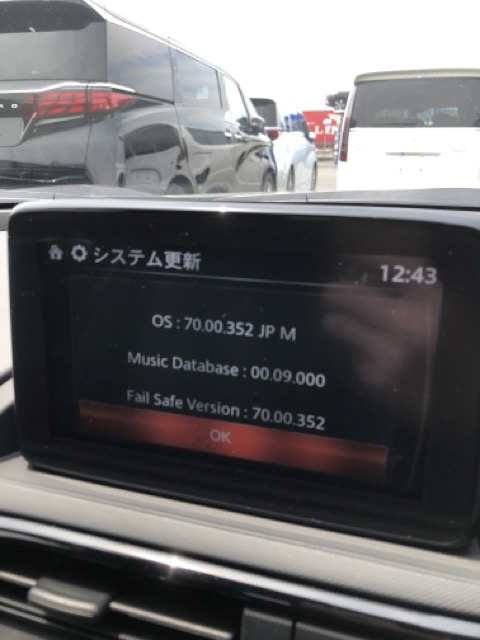 システム更新
12:43
OS : 70.00.352 JP M
Music Database : 00.09.000
Fail Safe Version : 70.00.352
OK